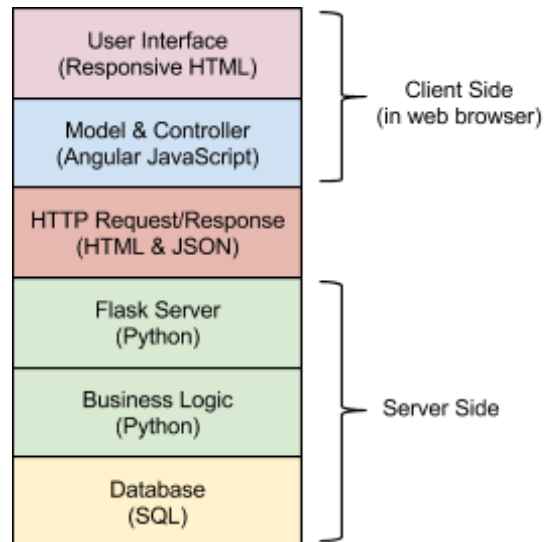 User Interface
(Responsive HTML)
Client Side
(in web browser)
Model & Controller
(Angular JavaScript)
HTTP Request/Response
(HTML & JSON)
Flask Server
(Python)
Business Logic
(Python)
Server Side
Database
(SQL)